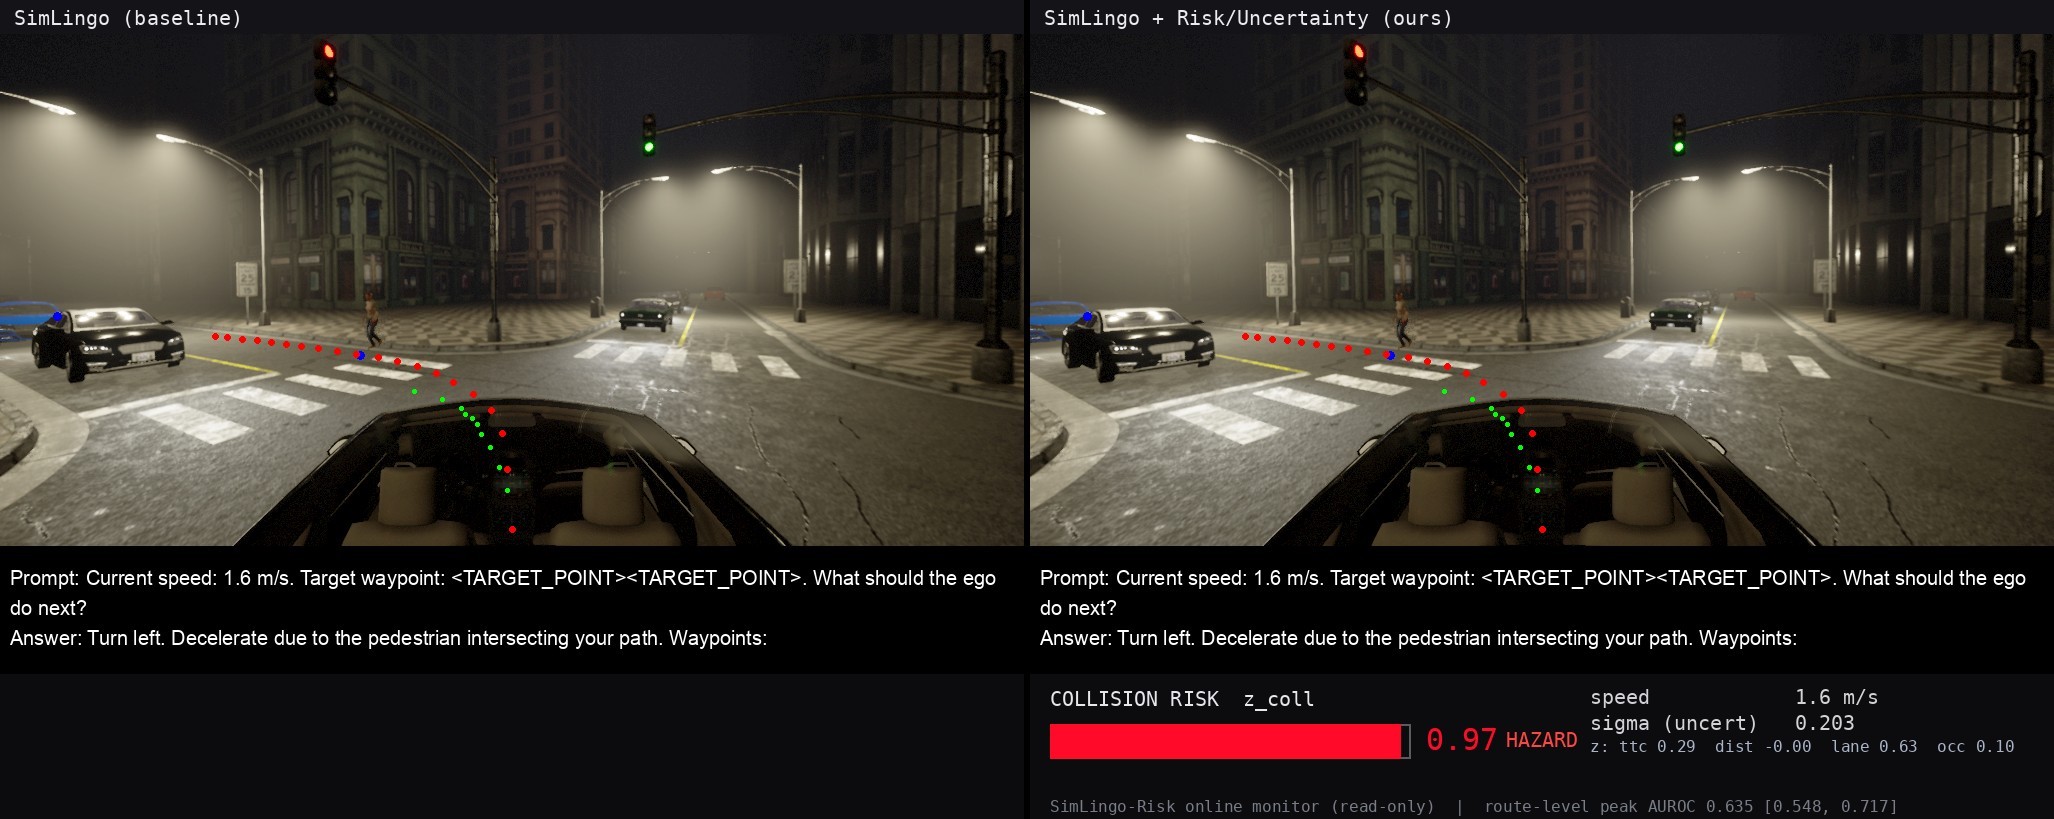 SimLingo (baseline)
SimLingo + Risk/Uncertainty (ours)
25
25
Prompt: Current speed: 1.6 m/s. Target waypoint: <TARGET_POINT><TARGET_POINT>. What should the ego
do next?
Answer: Turn left. Decelerate due to the pedestrian intersecting your path. Waypoints:
Prompt: Current speed: 1.6 m/s. Target waypoint: <TARGET_POINT><TARGET_POINT>. What should the ego
do next?
Answer: Turn left. Decelerate due to the pedestrian intersecting your path. Waypoints:
COLLISION RISK z_coll
0.97 HAZARD
speed 1.6 m/s
sigma (uncert) 0.203
z: ttc 0.29 dist -0.00 lane 0.63 occ 0.10
SimLingo-Risk online monitor (read-only) | route-level peak AUROC 0.635 [0.548, 0.717]